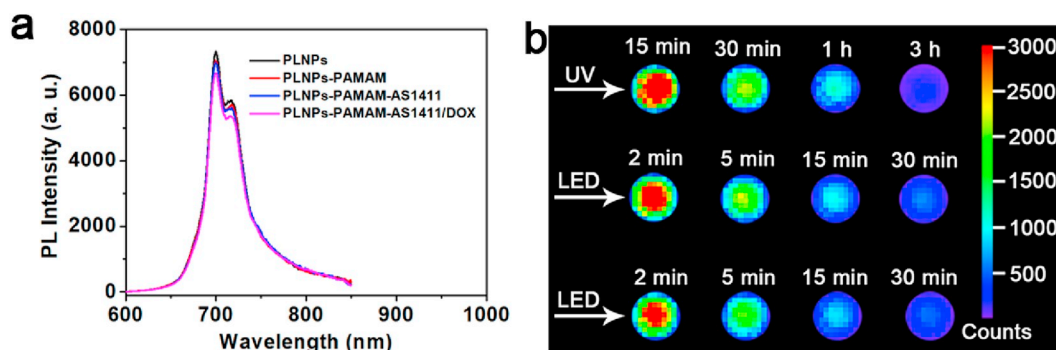 a
8000
6000
4000
2000
0
PL Intensity (a. u.)
PLNPs
PLNPs-PAMAM
PLNPs-PAMAM-AS1411
PLNPs-PAMAM-AS1411/DOX
600 700 800 900 1000
Wavelength (nm)
b
15 min 30 min 1 h 3 h
UV
2 min 5 min 15 min 30 min
LED
2 min 5 min 15 min 30 min
LED
3000
2500
2000
1500
1000
500
Counts